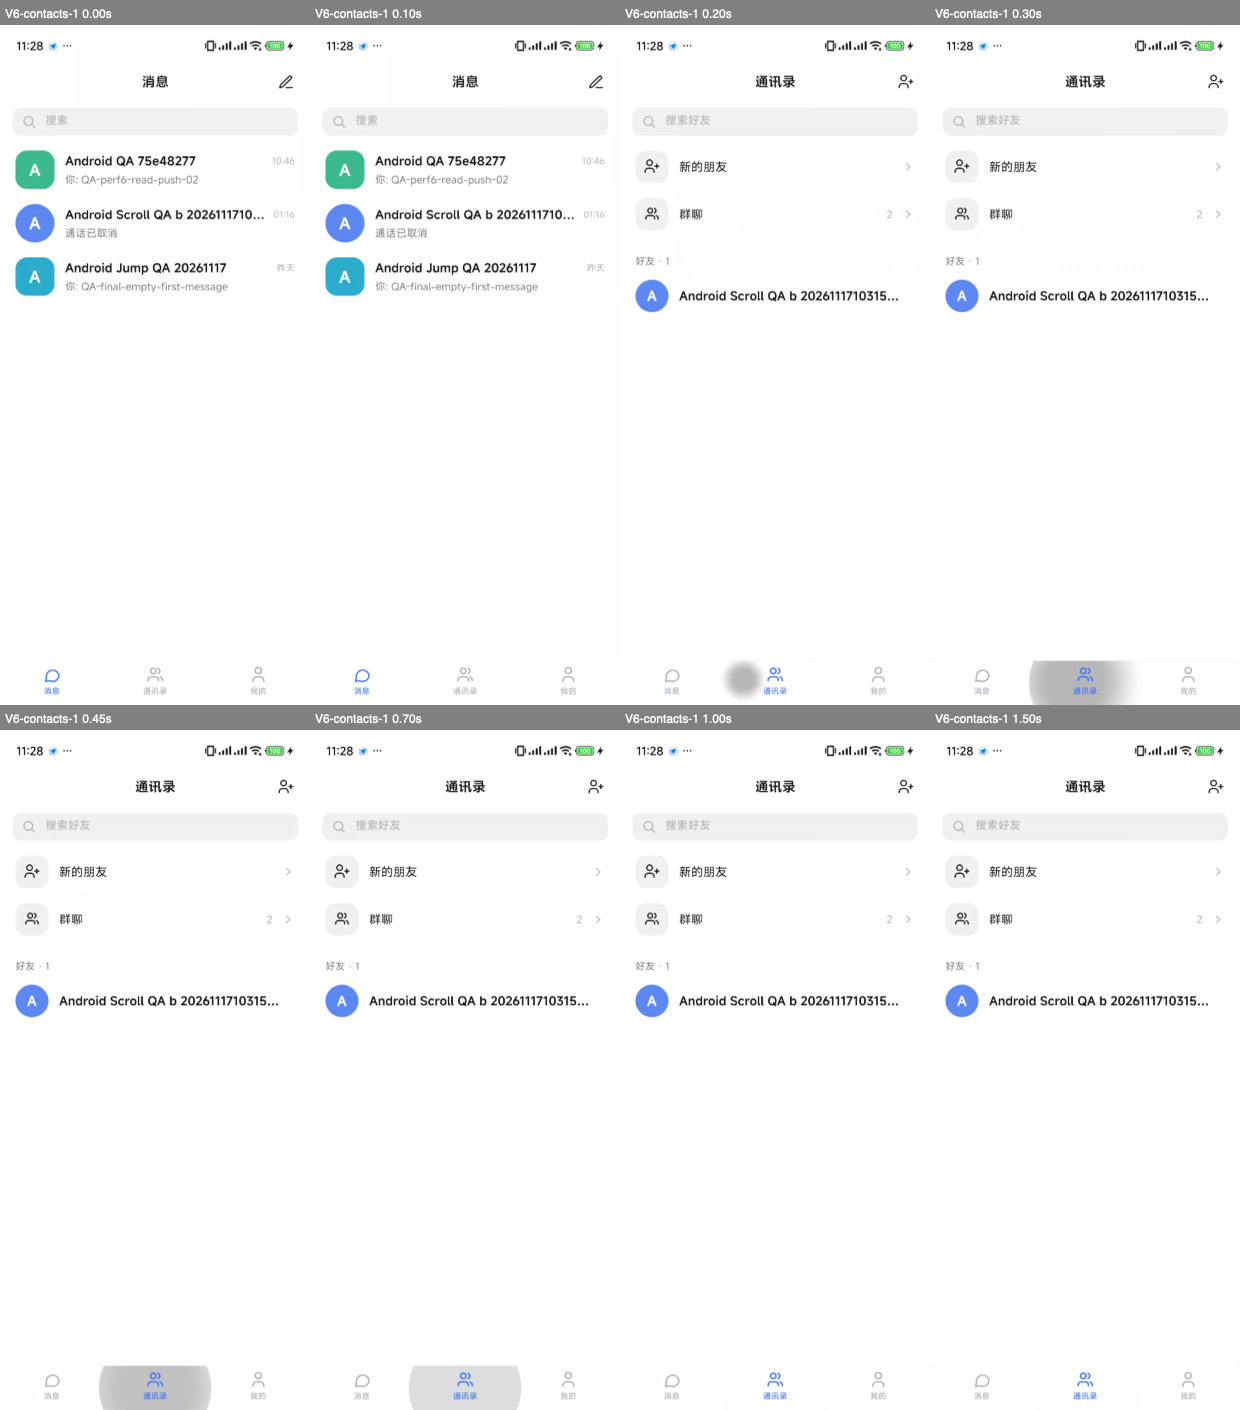 V6-contacts-1 0.00s
11:28 ···
100
消息
搜索
A
Android QA 75e48277
10:46
你: QA-perf6-read-push-02
A
Android Scroll QA b 2026111710...
01:16
通话已取消
A
Android Jump QA 20261117
昨天
你: QA-final-empty-first-message
消息
通讯录
我的
V6-contacts-1 0.10s
11:28 ···
100
消息
搜索
A
Android QA 75e48277
10:46
你: QA-perf6-read-push-02
A
Android Scroll QA b 2026111710...
01:16
通话已取消
A
Android Jump QA 20261117
昨天
你: QA-final-empty-first-message
消息
通讯录
我的
V6-contacts-1 0.20s
11:28 ···
100
通讯录
搜索好友
新的朋友
群聊
2
好友 · 1
A
Android Scroll QA b 2026111710315...
消息
通讯录
我的
V6-contacts-1 0.30s
11:28 ···
100
通讯录
搜索好友
新的朋友
群聊
2
好友 · 1
A
Android Scroll QA b 2026111710315...
消息
通讯录
我的
V6-contacts-1 0.45s
11:28 ···
100
通讯录
搜索好友
新的朋友
群聊
2
好友 · 1
A
Android Scroll QA b 2026111710315...
消息
通讯录
我的
V6-contacts-1 0.70s
11:28 ···
100
通讯录
搜索好友
新的朋友
群聊
2
好友 · 1
A
Android Scroll QA b 2026111710315...
消息
通讯录
我的
V6-contacts-1 1.00s
11:28 ···
100
通讯录
搜索好友
新的朋友
群聊
2
好友 · 1
A
Android Scroll QA b 2026111710315...
消息
通讯录
我的
V6-contacts-1 1.50s
11:28 ···
100
通讯录
搜索好友
新的朋友
群聊
2
好友 · 1
A
Android Scroll QA b 2026111710315...
消息
通讯录
我的